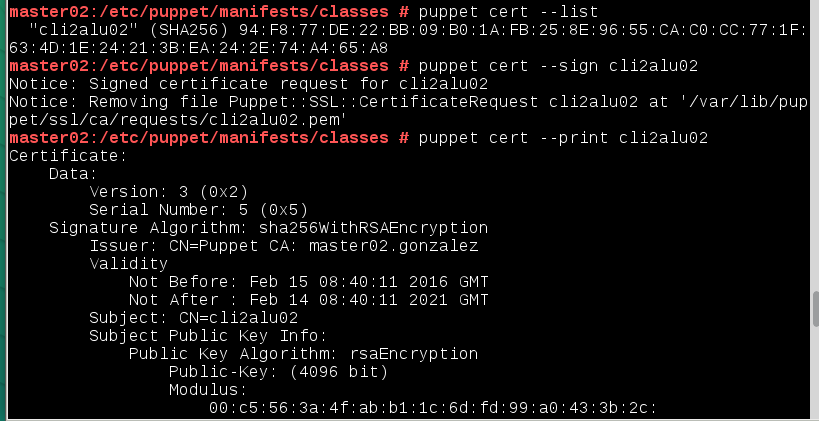 master02:/etc/puppet/manifests/classes # puppet cert --list
  "cli2alu02" (SHA256) 94:F8:77:DE:22:BB:09:B0:1A:FB:25:8E:96:55:CA:C0:CC:77:1F:
63:4D:1E:24:21:3B:EA:24:2E:74:A4:65:A8
master02:/etc/puppet/manifests/classes # puppet cert --sign cli2alu02
Notice: Signed certificate request for cli2alu02
Notice: Removing file Puppet::SSL::CertificateRequest cli2alu02 at '/var/lib/pup
pet/ssl/ca/requests/cli2alu02.pem'
master02:/etc/puppet/manifests/classes # puppet cert --print cli2alu02
Certificate:
    Data:
        Version: 3 (0x2)
        Serial Number: 5 (0x5)
    Signature Algorithm: sha256WithRSAEncryption
        Issuer: CN=Puppet CA: master02.gonzalez
        Validity
            Not Before: Feb 15 08:40:11 2016 GMT
            Not After : Feb 14 08:40:11 2021 GMT
        Subject: CN=cli2alu02
        Subject Public Key Info:
            Public Key Algorithm: rsaEncryption
                Public-Key: (4096 bit)
                Modulus:
                    00:c5:56:3a:4f:ab:b1:1c:6d:fd:99:a0:43:3b:2c: